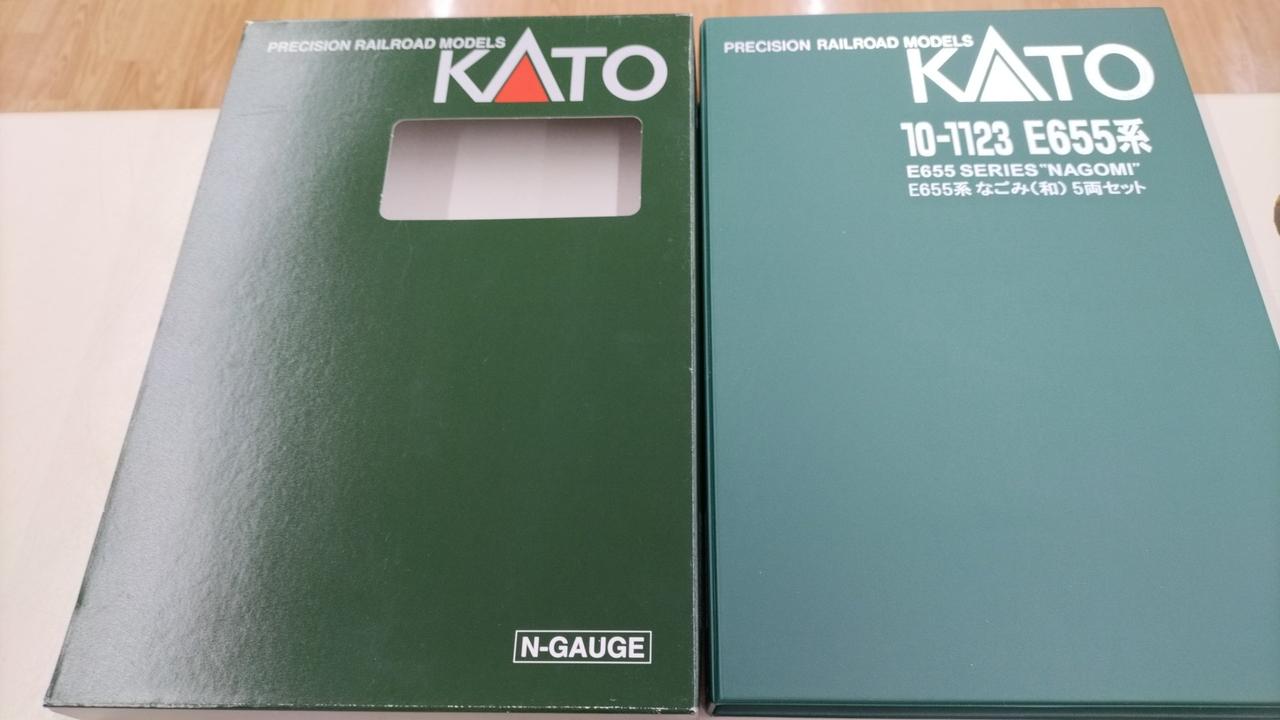 PRECISION RAILROAD MODELS
KATO
N-GAUGE
PRECISION RAILROAD MODELS
KATO
10-1123 E655系
E655 SERIES "NAGOMI"
E655系 なごみ(和) 5両セット